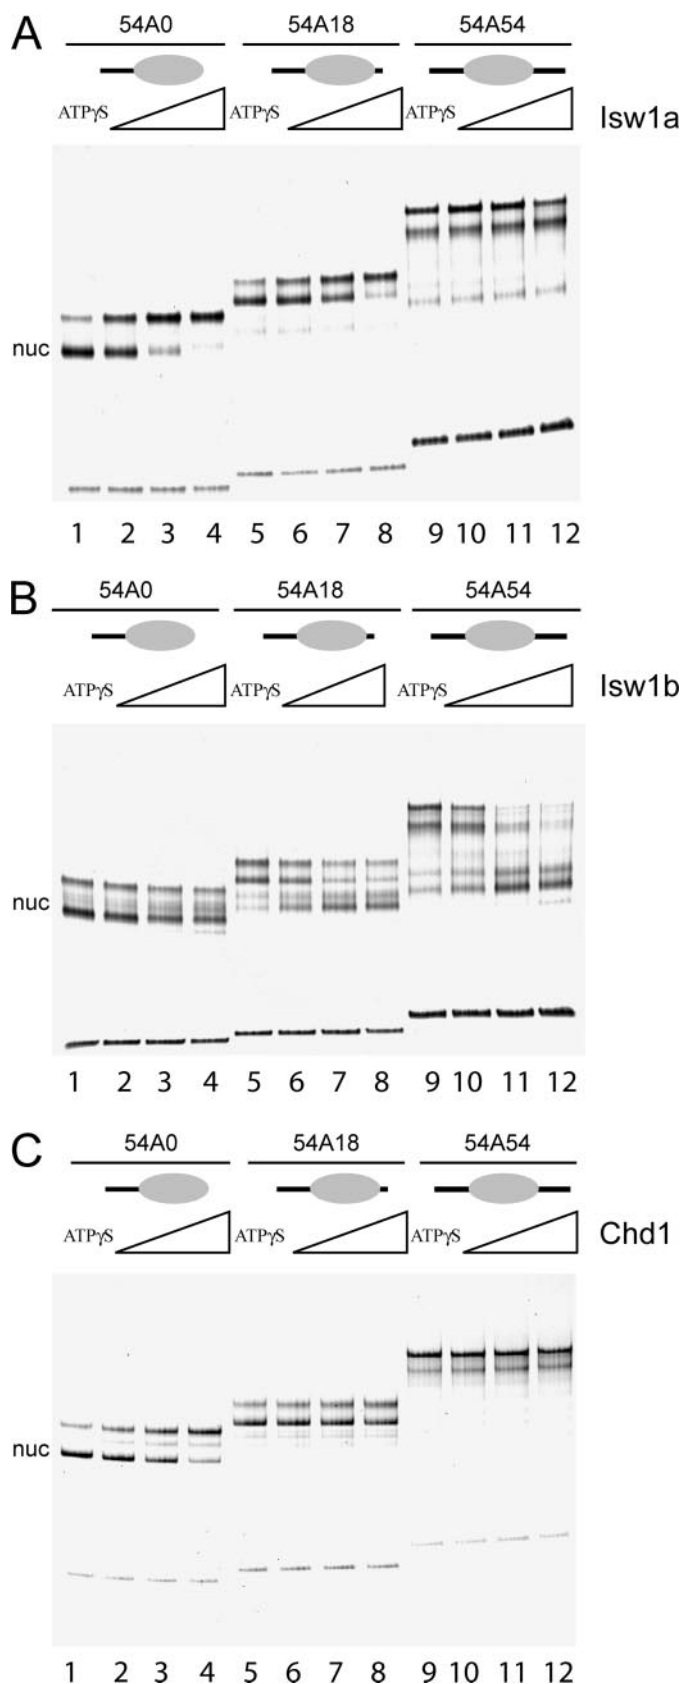 A
54A0 54A18 54A54
ATPγS ATPγS ATPγS Isw1a
nuc
1 2 3 4 5 6 7 8 9 10 11 12
B
54A0 54A18 54A54
ATPγS ATPγS ATPγS Isw1b
nuc
1 2 3 4 5 6 7 8 9 10 11 12
C
54A0 54A18 54A54
ATPγS ATPγS ATPγS Chd1
nuc
1 2 3 4 5 6 7 8 9 10 11 12